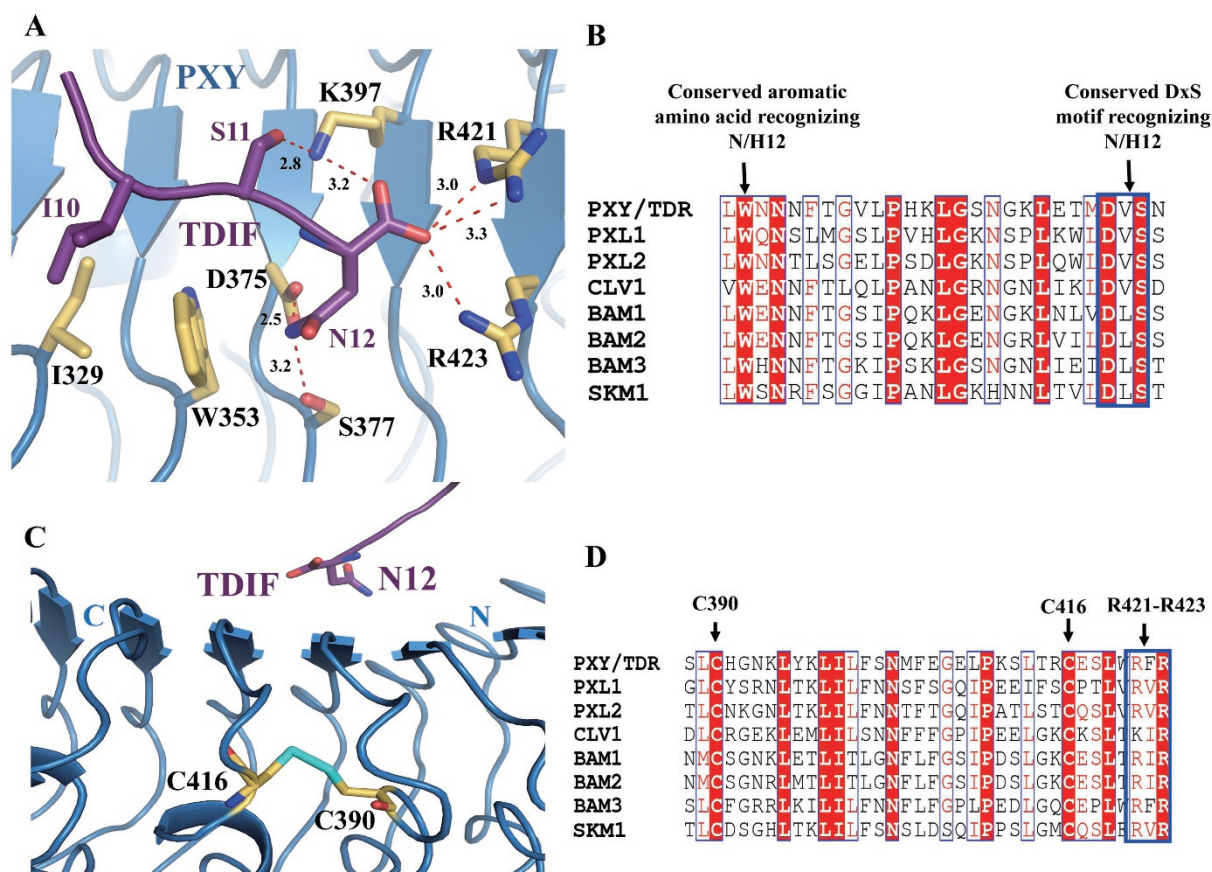 A
PXY
K397
S11
R421
2.8
3.2
3.0
I10
TDIF
3.3
D375
3.0
2.5
N12
3.2
R423
I329
W353
S377
B
Conserved aromatic
amino acid recognizing
N/H12
Conserved DxS
motif recognizing
N/H12
PXY/TDR LWNNNFTGVLPHKLGSNGKLETMDVSN
PXL1 LWQNSLMGSLPVHLGKNSPLKWIDVSS
PXL2 LWNNTLSGELPSDLGKNSPLQWIDVSS
CLV1 VWENNFTLQLPANLGRNGNLIKIDVSD
BAM1 LWENNFTGSIPQKLGENGKLNLVDLSS
BAM2 LWENNFTGSIPQKLGENGRLVILDLSS
BAM3 LWHNNFTGKIPSKLGSNGNLIEIDLST
SKM1 LWSNRFSGGIPANLGKHNNLTVIDLST
C
TDIF
N12
C
N
C416
C390
D
C390
C416
R421-R423
PXY/TDR SLCHGNKLYKLILFSNMFEGELPKSLTRCESLWRFR
PXL1 GLCYSRNLTKLILFNNSFSGQIPEEIFSCPTLVRVR
PXL2 TLCNKGNLTKLILFNNTFTGQIPATLSTCQSLVRVR
CLV1 DLCRGEKLEMLILSNNFFFGPIPEELGKCKSLTKIR
BAM1 NMCSGNKLETLITLGNFLFGSIPDSLGKCESLTRIR
BAM2 NMCSGNRLMTLITLGNFLFGSIPDSLGKCESLTRIR
BAM3 SLCFGRRLKILILFNNFLFGPLPEDLGQCEPLWRFR
SKM1 TLCDSGHLTKLILFSNSLDSQIPPSLGMCQSLERVR